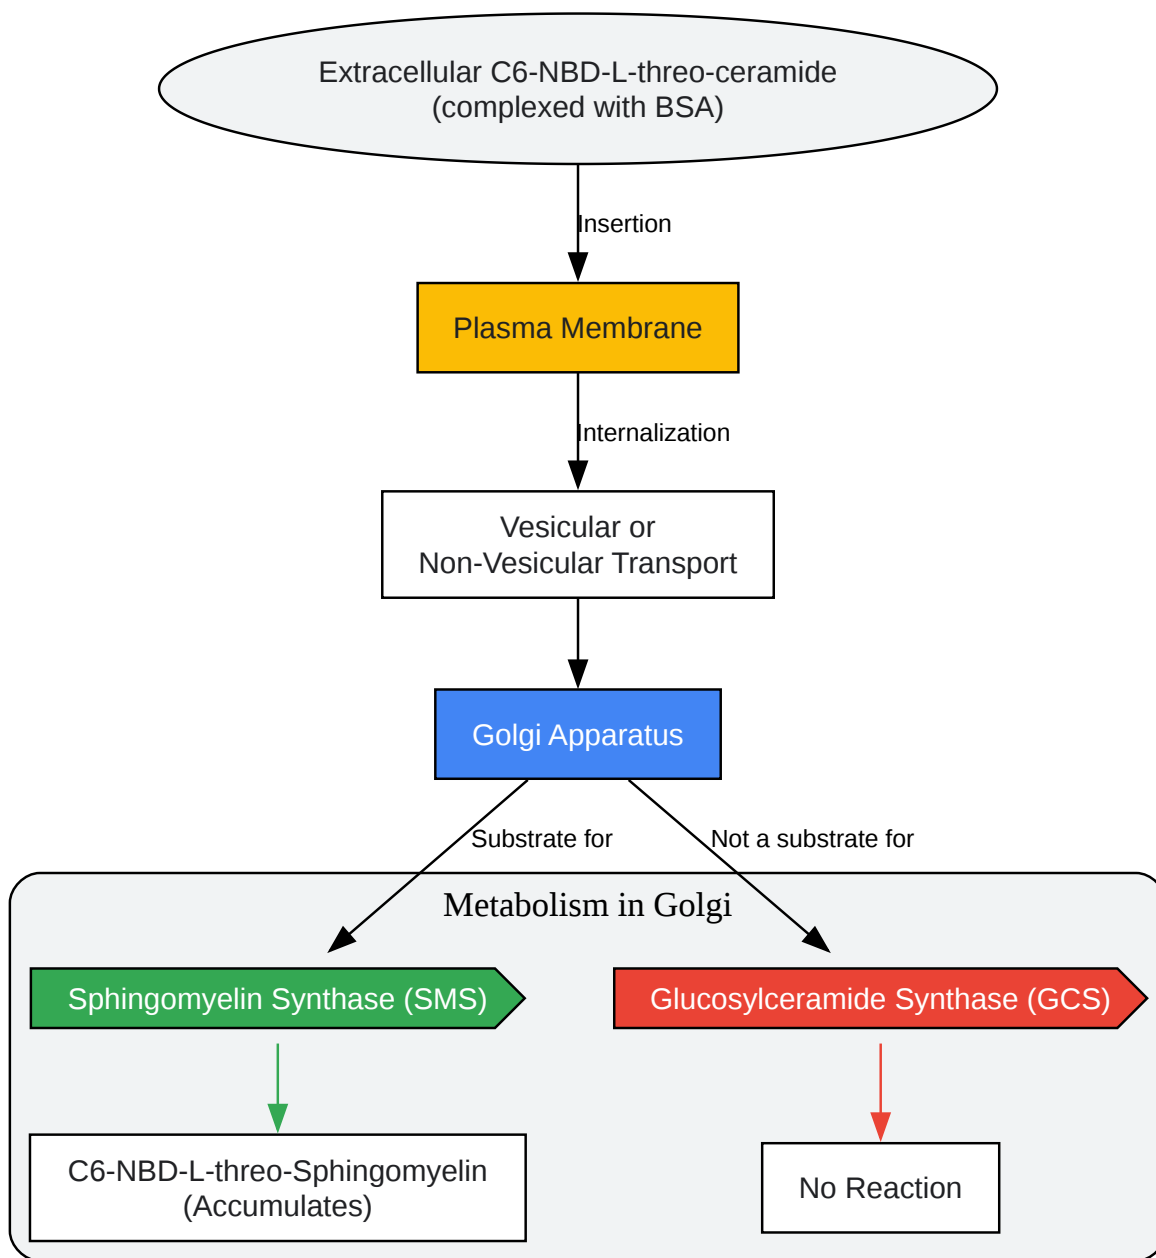 Extracellular C6-NBD-L-threo-ceramide
(complexed with BSA)
Insertion
Plasma Membrane
Internalization
Vesicular or
Non-Vesicular Transport
Golgi Apparatus
Substrate for
Not a substrate for
Metabolism in Golgi
Sphingomyelin Synthase (SMS)
Glucosylceramide Synthase (GCS)
C6-NBD-L-threo-Sphingomyelin
(Accumulates)
No Reaction